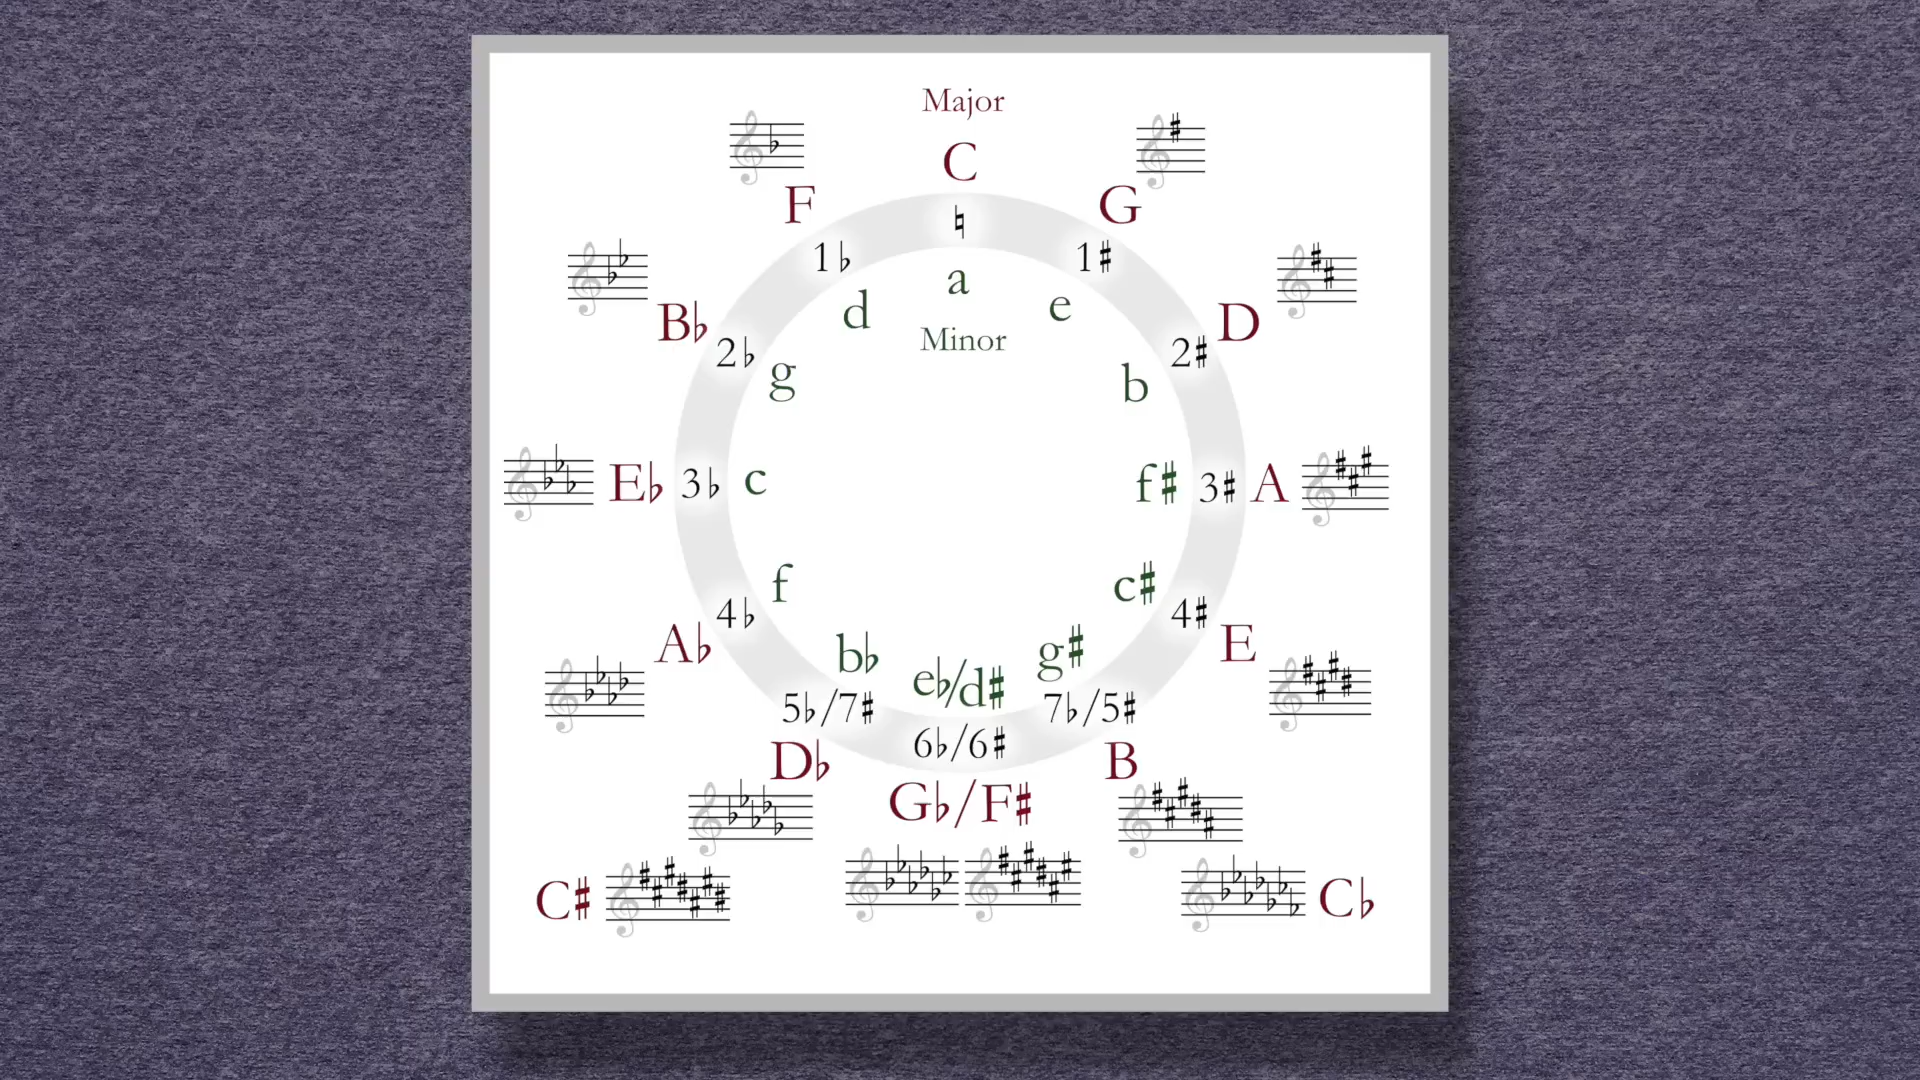 Major
C
F
G
♮
1♭
1♯
a
d
e
Minor
B♭
D
2♭
2♯
g
b
E♭
3♭
c
f♯
3♯
A
f
c♯
4♭
4♯
A♭
E
b♭
e♭/d♯
g♯
5♭/7♯
6♭/6♯
7♭/5♯
D♭
G♭/F♯
B
C♯
C♭